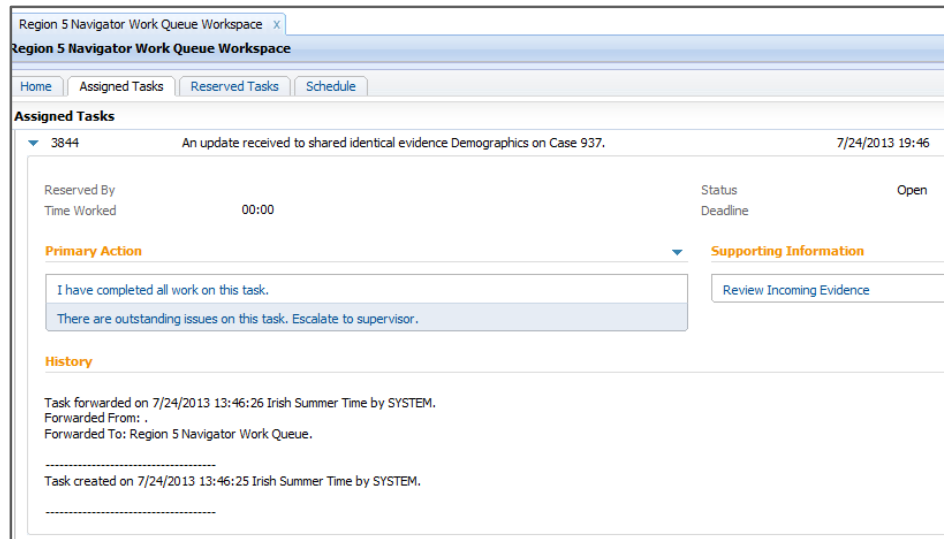 Region 5 Navigator Work Queue Workspace x
Region 5 Navigator Work Queue Workspace
Home Assigned Tasks Reserved Tasks Schedule
Assigned Tasks
3844 An update received to shared identical evidence Demographics on Case 937. 7/24/2013 19:46
Reserved By Status Open
Time Worked 00:00 Deadline
Primary Action Supporting Information
I have completed all work on this task. Review Incoming Evidence
There are outstanding issues on this task. Escalate to supervisor.
History
Task forwarded on 7/24/2013 13:46:26 Irish Summer Time by SYSTEM.
Forwarded From: .
Forwarded To: Region 5 Navigator Work Queue.
-------------------------------------
Task created on 7/24/2013 13:46:25 Irish Summer Time by SYSTEM.
-------------------------------------